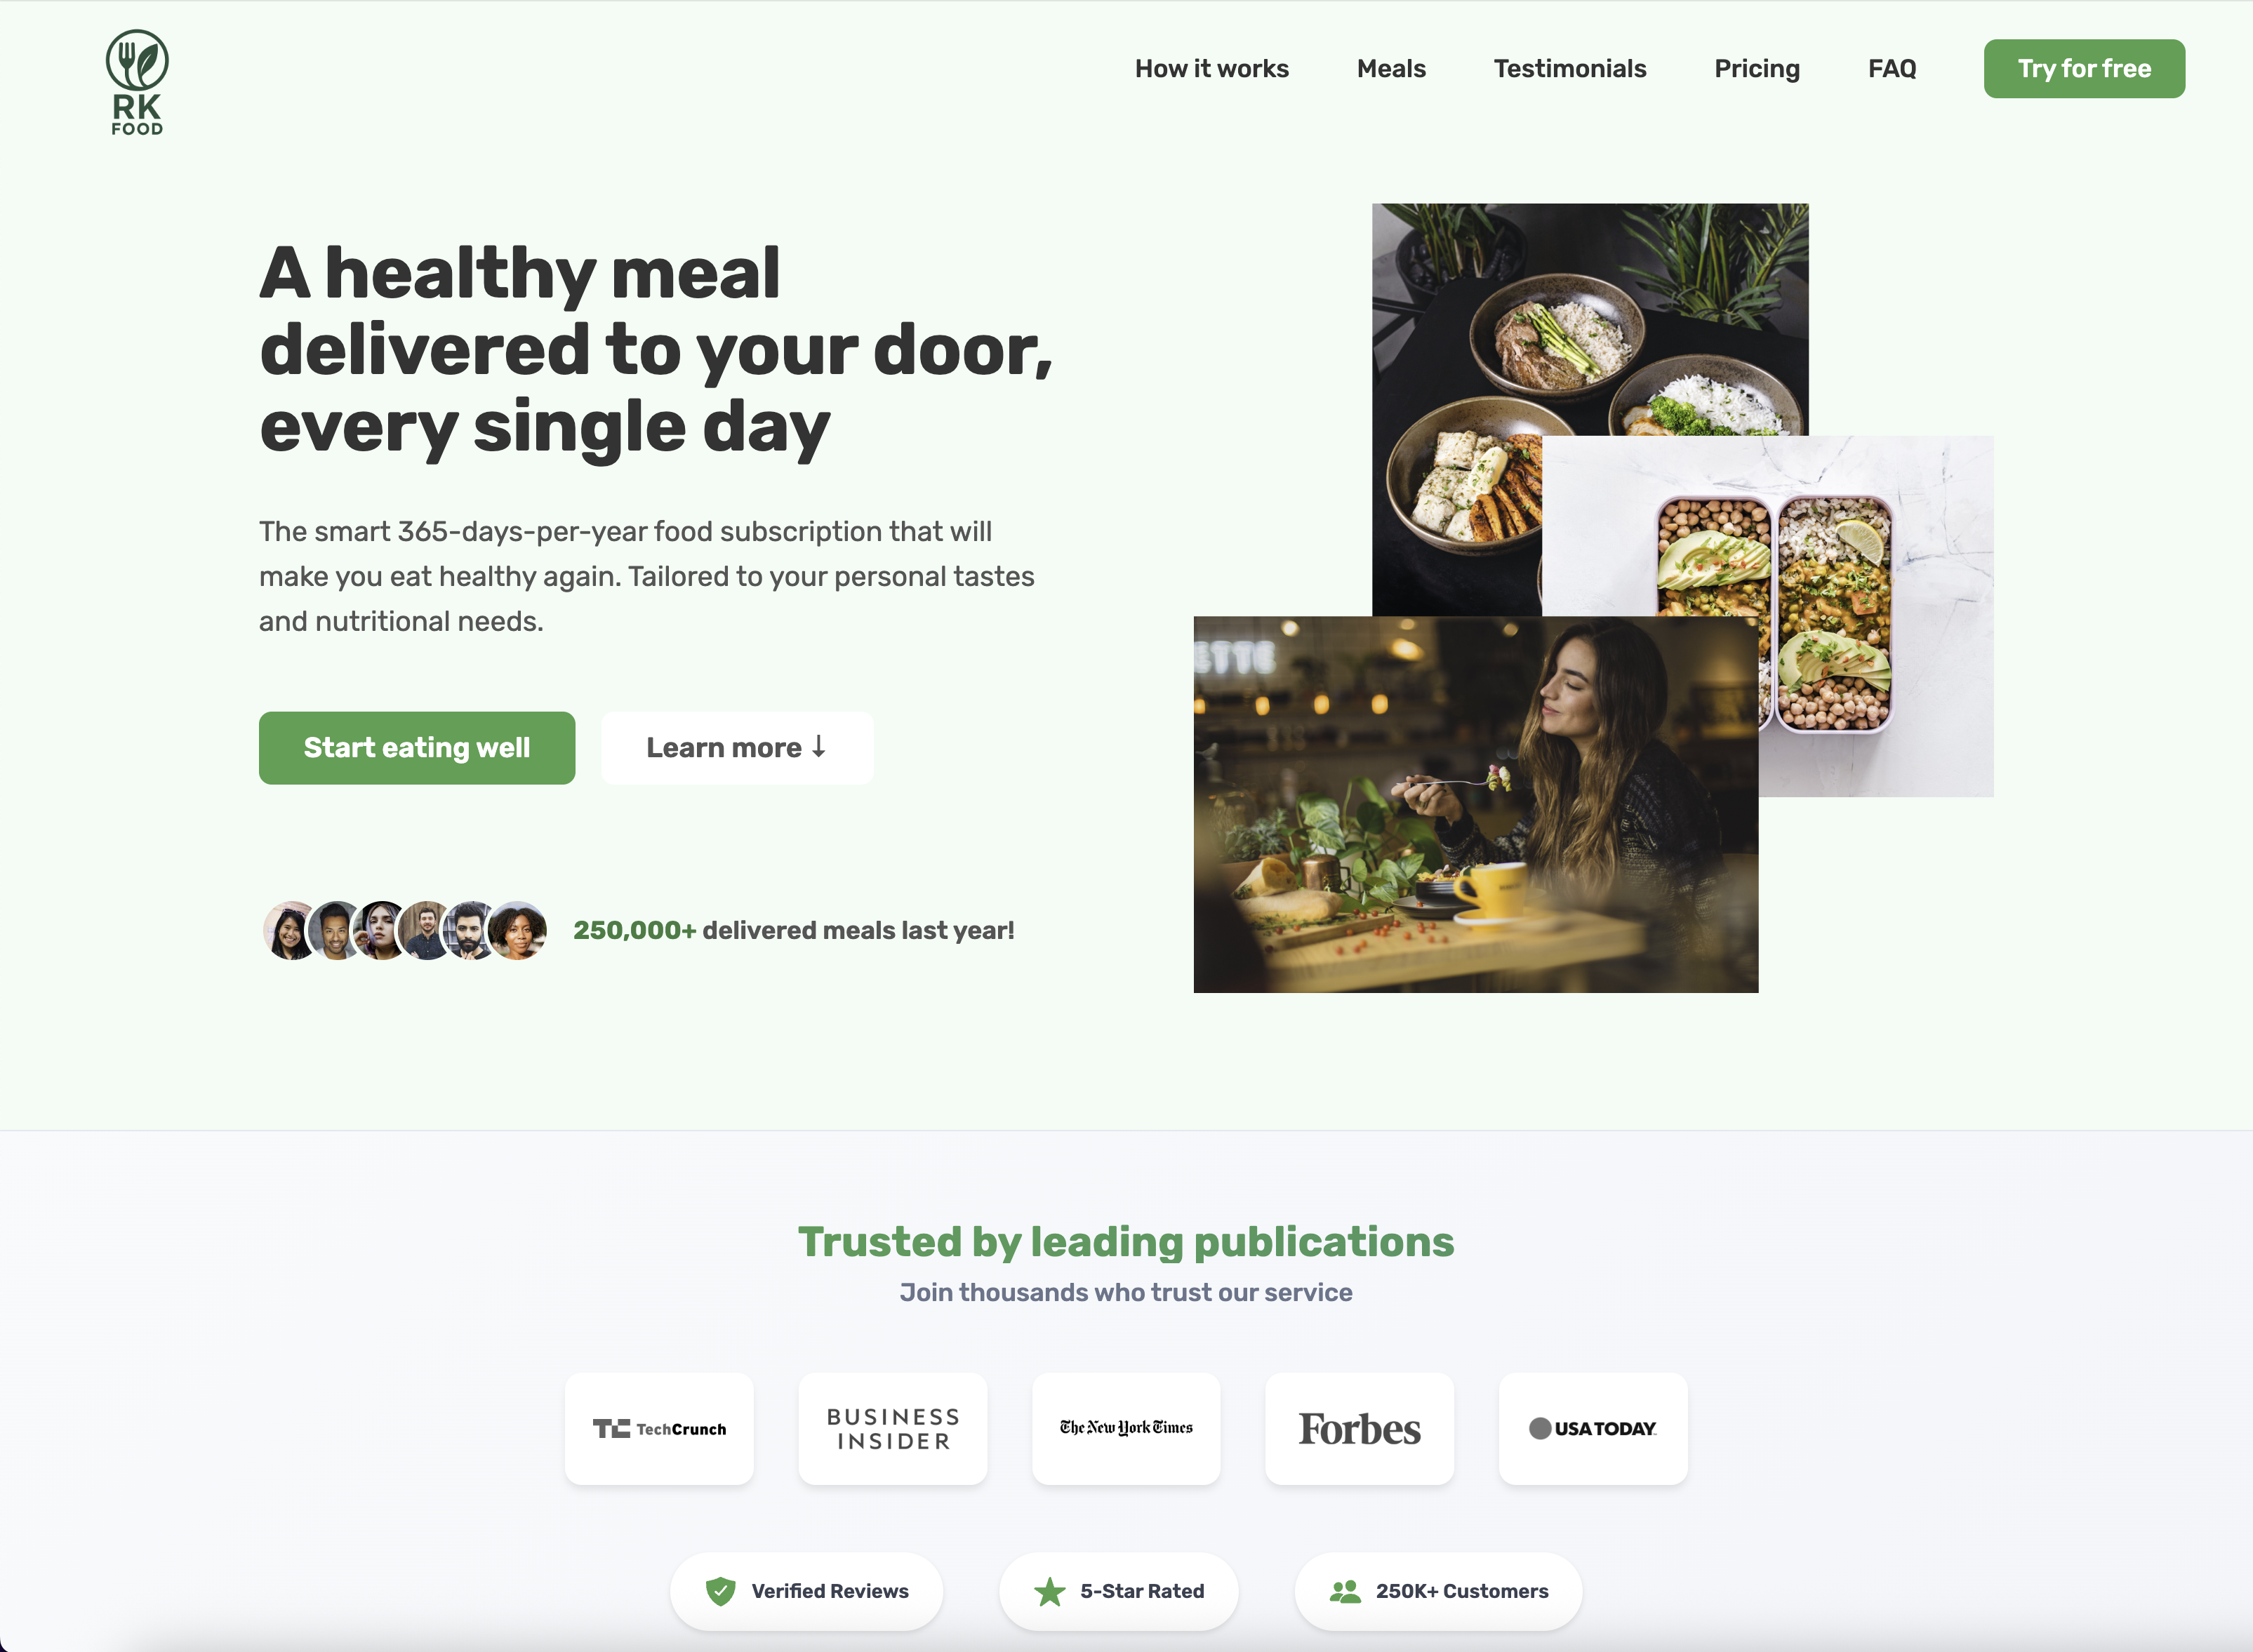 RK
FOOD
How it works
Meals
Testimonials
Pricing
FAQ
Try for free
A healthy meal
delivered to your door,
every single day
The smart 365-days-per-year food subscription that will
make you eat healthy again. Tailored to your personal tastes
and nutritional needs.
Start eating well
Learn more ↓
250,000+ delivered meals last year!
ETTE
Trusted by leading publications
Join thousands who trust our service
TC TechCrunch
BUSINESS
INSIDER
The New York Times
Forbes
USA TODAY
Verified Reviews
5-Star Rated
250K+ Customers